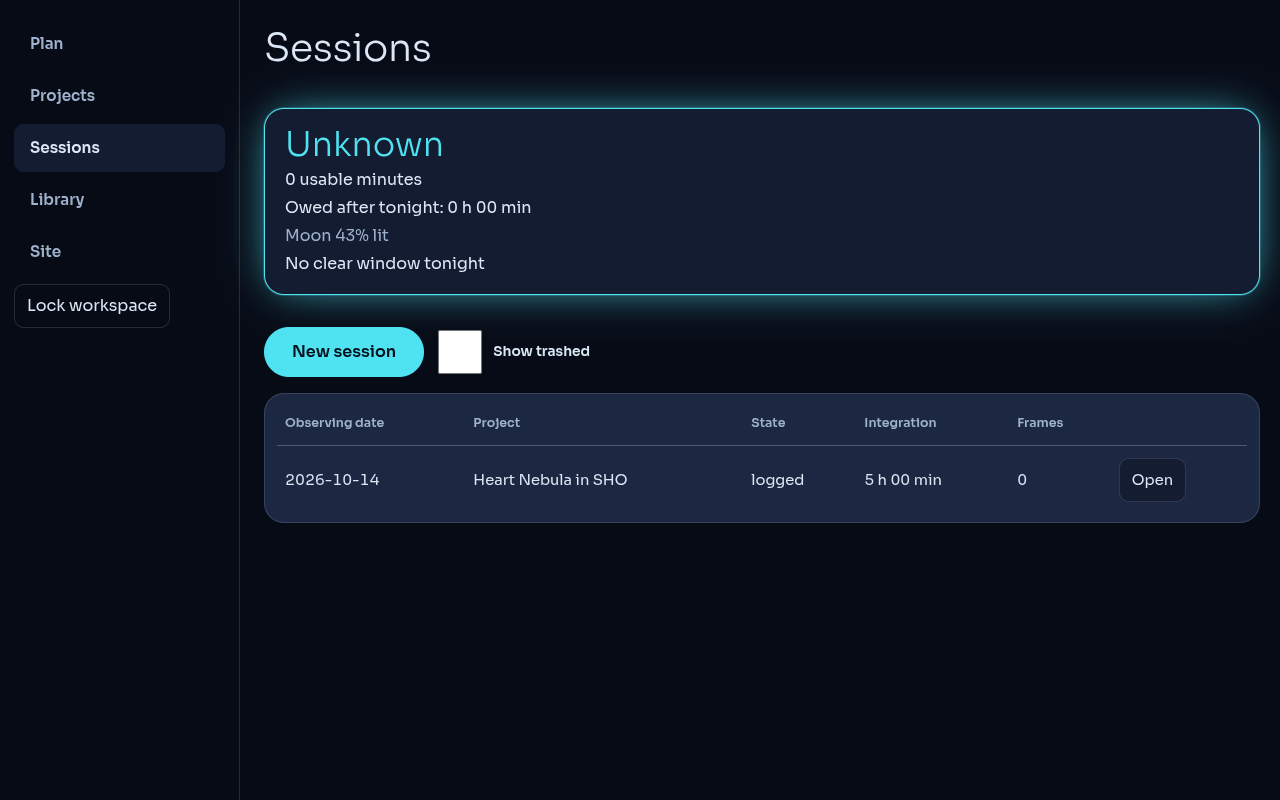 Plan
Projects
Sessions
Library
Site
Lock workspace
Sessions
Unknown
0 usable minutes
Owed after tonight: 0 h 00 min
Moon 43% lit
No clear window tonight
New session
Show trashed
Observing date Project State Integration Frames
2026-10-14 Heart Nebula in SHO logged 5 h 00 min 0 Open